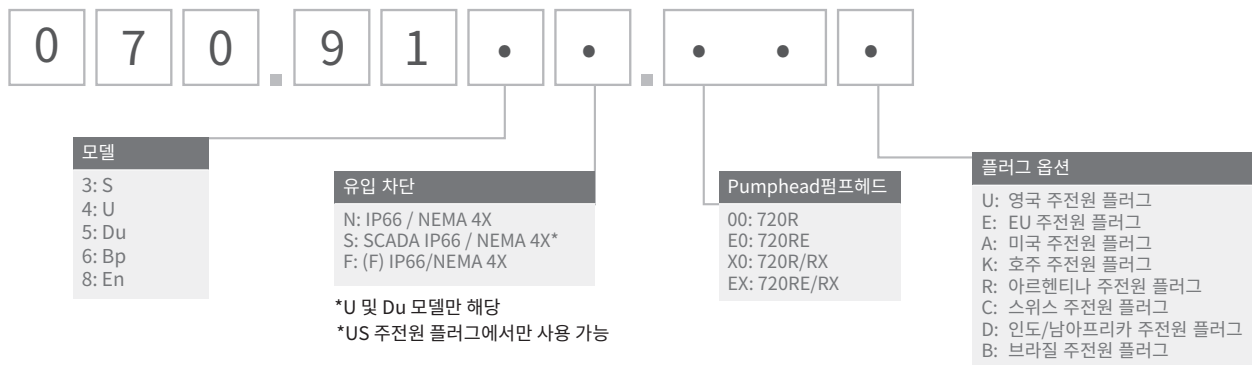 0 7 0 . 9 1 • • . • • •
모델
3: S
4: U
5: Du
6: Bp
8: En
유입 차단
N: IP66 / NEMA 4X
S: SCADA IP66 / NEMA 4X*
F: (F) IP66/NEMA 4X
*U 및 Du 모델만 해당
*US 주전원 플러그에서만 사용 가능
Pumphead펌프헤드
00: 720R
E0: 720RE
X0: 720R/RX
EX: 720RE/RX
플러그 옵션
U: 영국 주전원 플러그
E: EU 주전원 플러그
A: 미국 주전원 플러그
K: 호주 주전원 플러그
R: 아르헨티나 주전원 플러그
C: 스위스 주전원 플러그
D: 인도/남아프리카 주전원 플러그
B: 브라질 주전원 플러그